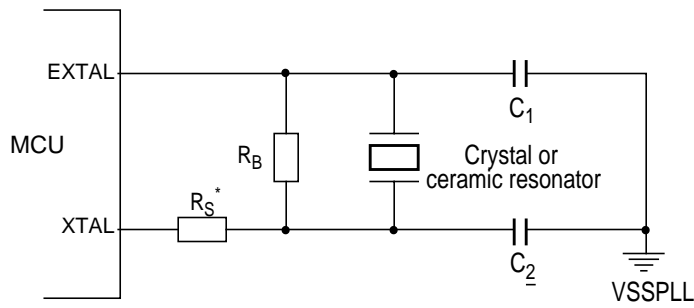 EXTAL
C1
MCU
RB
Crystal or
ceramic resonator
RS*
XTAL
C2
VSSPLL